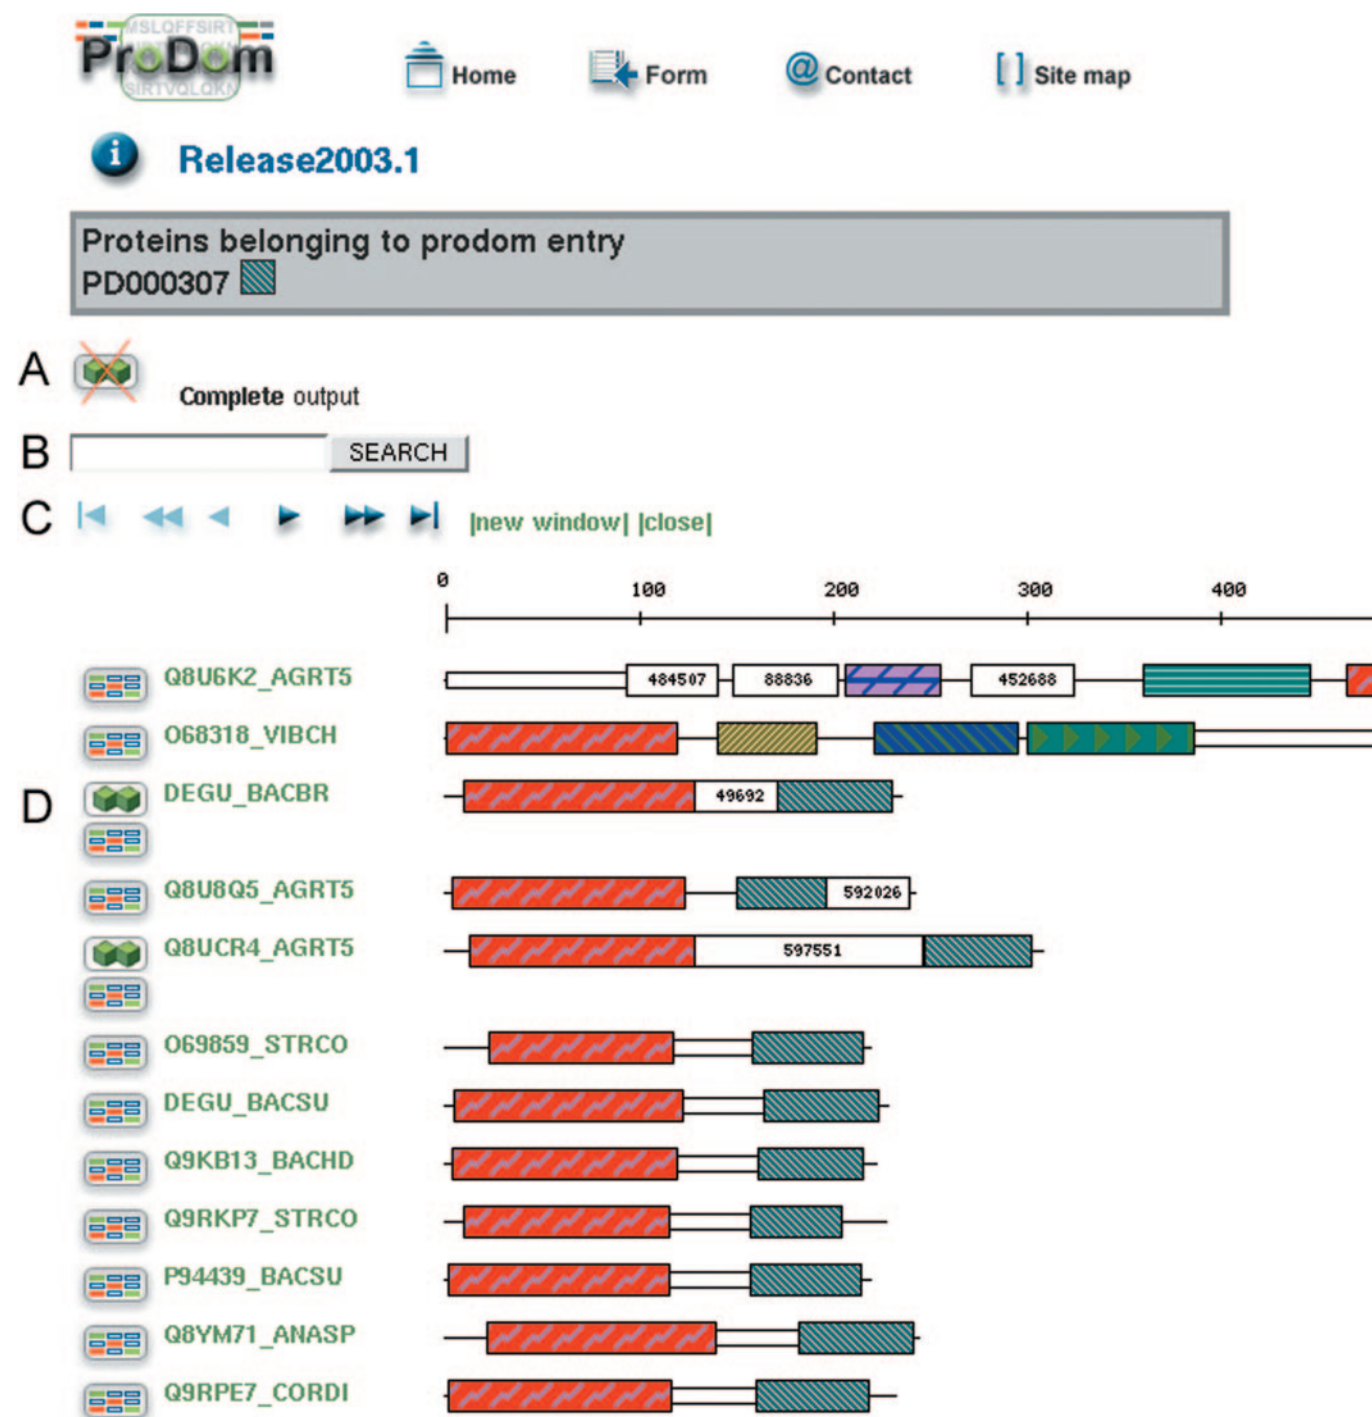 MSLQFFSIRT
ProDom
SIRTVQLQKN
Home Form @ Contact [ ] Site map
i Release2003.1
Proteins belonging to prodom entry
PD000307
A
Complete output
B SEARCH
C |new window| |close|
0 100 200 300 400
Q8U6K2_AGRT5 484507 88836 452688
O68318_VIBCH
D DEGU_BACBR 49692
Q8U8Q5_AGRT5 592026
Q8UCR4_AGRT5 597551
O69859_STRCO
DEGU_BACSU
Q9KB13_BACHD
Q9RKP7_STRCO
P94439_BACSU
Q8YM71_ANASP
Q9RPE7_CORDI